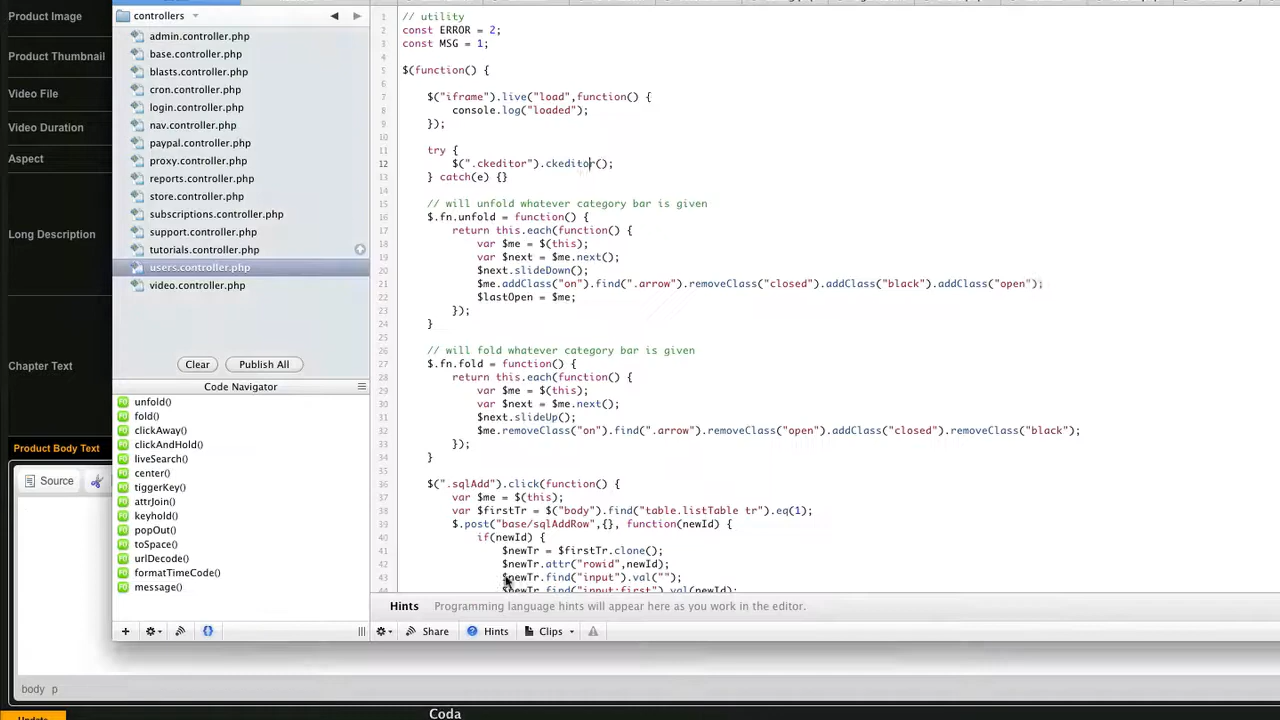 Product Image
Product Thumbnail
Video File
Video Duration
Aspect
Long Description
Chapter Text
Product Body Text
Source
body p
controllers
admin.controller.php
base.controller.php
blasts.controller.php
cron.controller.php
login.controller.php
nav.controller.php
paypal.controller.php
proxy.controller.php
reports.controller.php
store.controller.php
subscriptions.controller.php
support.controller.php
tutorials.controller.php
users.controller.php
video.controller.php
Clear Publish All
Code Navigator
unfold()
fold()
clickAway()
clickAndHold()
liveSearch()
center()
tiggerKey()
attrJoin()
keyhold()
popOut()
toSpace()
urlDecode()
formatTimeCode()
message()
1 // utility
2 const ERROR = 2;
3 const MSG = 1;
4
5 $(function() {
6
7 $("iframe").live("load",function() {
8 console.log("loaded");
9 });
10
11 try {
12 $(".ckeditor").ckeditor();
13 } catch(e) {}
14
15 // will unfold whatever category bar is given
16 $.fn.unfold = function() {
17 return this.each(function() {
18 var $me = $(this);
19 var $next = $me.next();
20 $next.slideDown();
21 $me.addClass("on").find(".arrow").removeClass("closed").addClass("black").addClass("open");
22 $lastOpen = $me;
23 });
24 }
25
26 // will fold whatever category bar is given
27 $.fn.fold = function() {
28 return this.each(function() {
29 var $me = $(this);
30 var $next = $me.next();
31 $next.slideUp();
32 $me.removeClass("on").find(".arrow").removeClass("open").addClass("closed").removeClass("black");
33 });
34 }
35
36 $(".sqlAdd").click(function() {
37 var $me = $(this);
38 var $firstTr = $("body").find("table.listTable tr").eq(1);
39 $.post("base/sqlAddRow",{}, function(newId) {
40 if(newId) {
41 $newTr = $firstTr.clone();
42 $newTr.attr("rowid",newId);
43 $newTr.find("input").val("");
$newTr.find("input:first").val(newId);
Hints Programming language hints will appear here as you work in the editor.
Share Hints Clips
Coda
Update